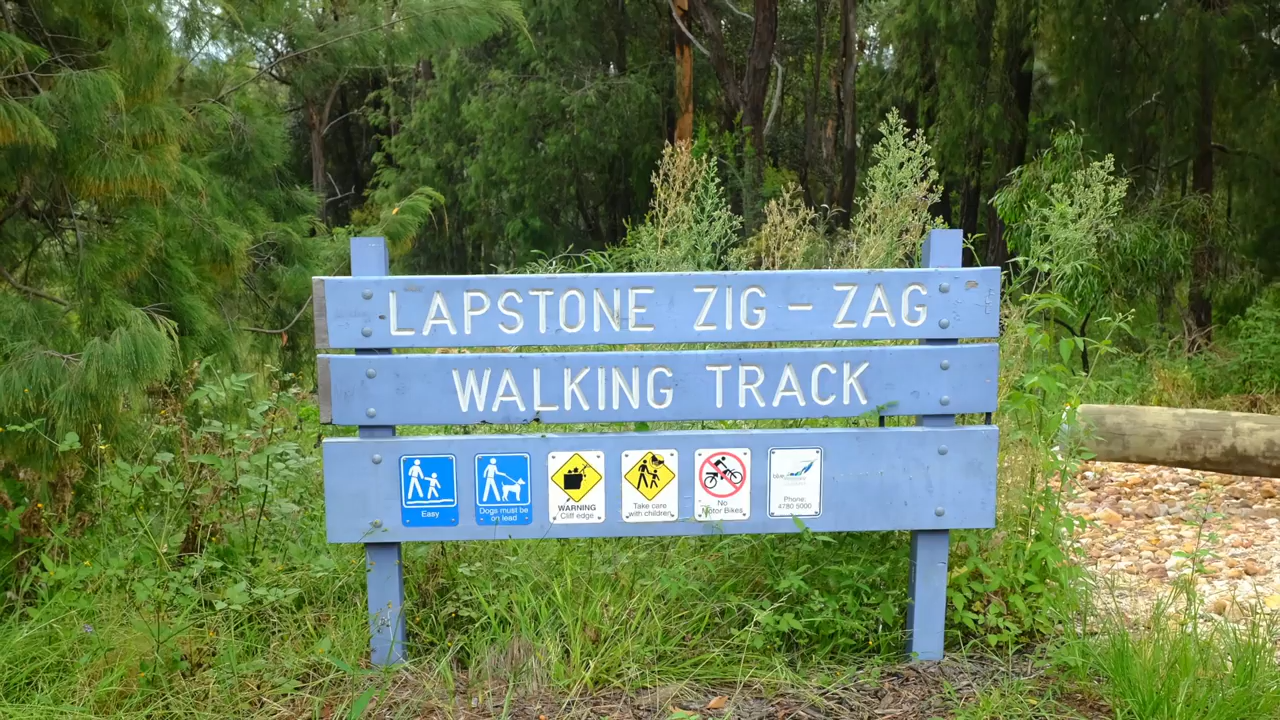 LAPSTONE ZIG - ZAG
WALKING TRACK
Easy
Dogs must be
on lead
WARNING
Cliff edge
Take care
with children
No
Motor Bikes
blue
Phone:
4780 5000